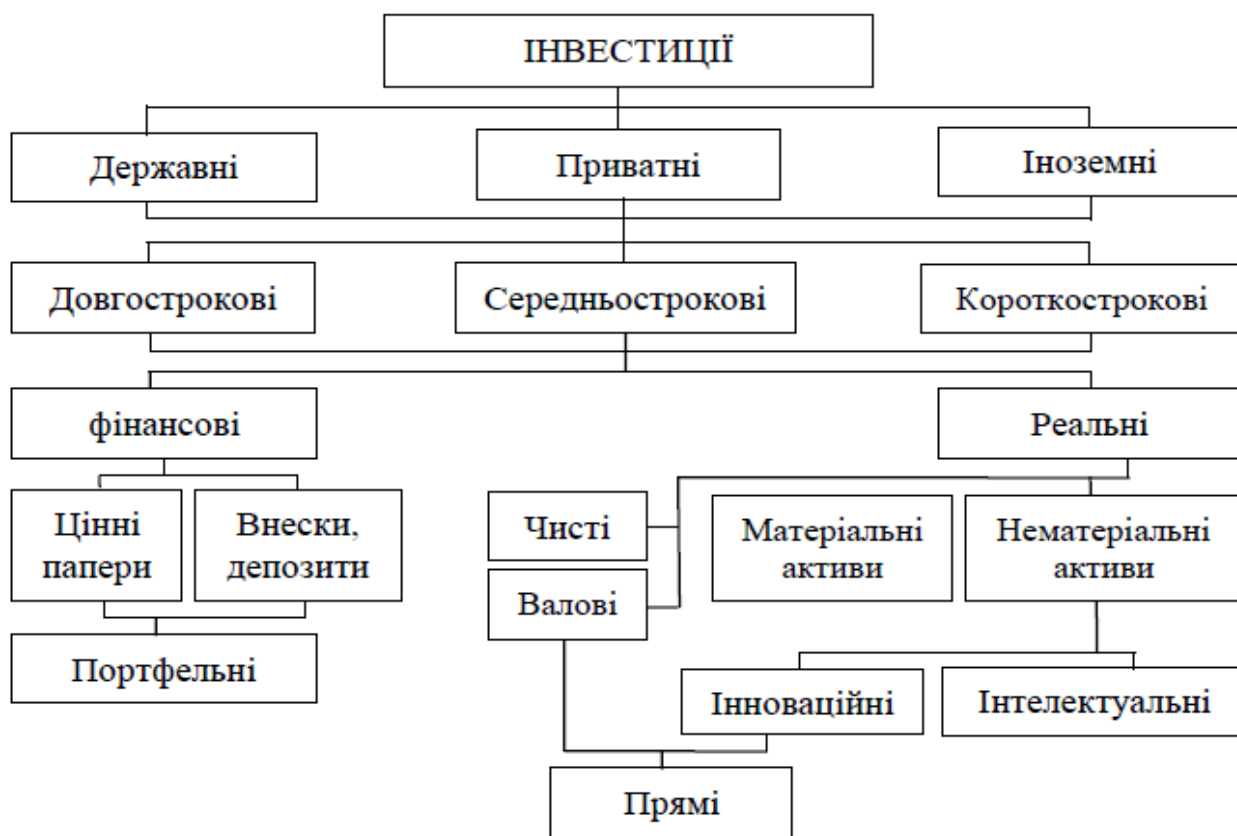 ІНВЕСТИЦІЇ
Державні
Приватні
Іноземні
Довгострокові
Середньострокові
Короткострокові
фінансові
Реальні
Цінні
папери
Внески,
депозити
Чисті
Валові
Матеріальні
активи
Нематеріальні
активи
Портфельні
Інноваційні
Інтелектуальні
Прямі